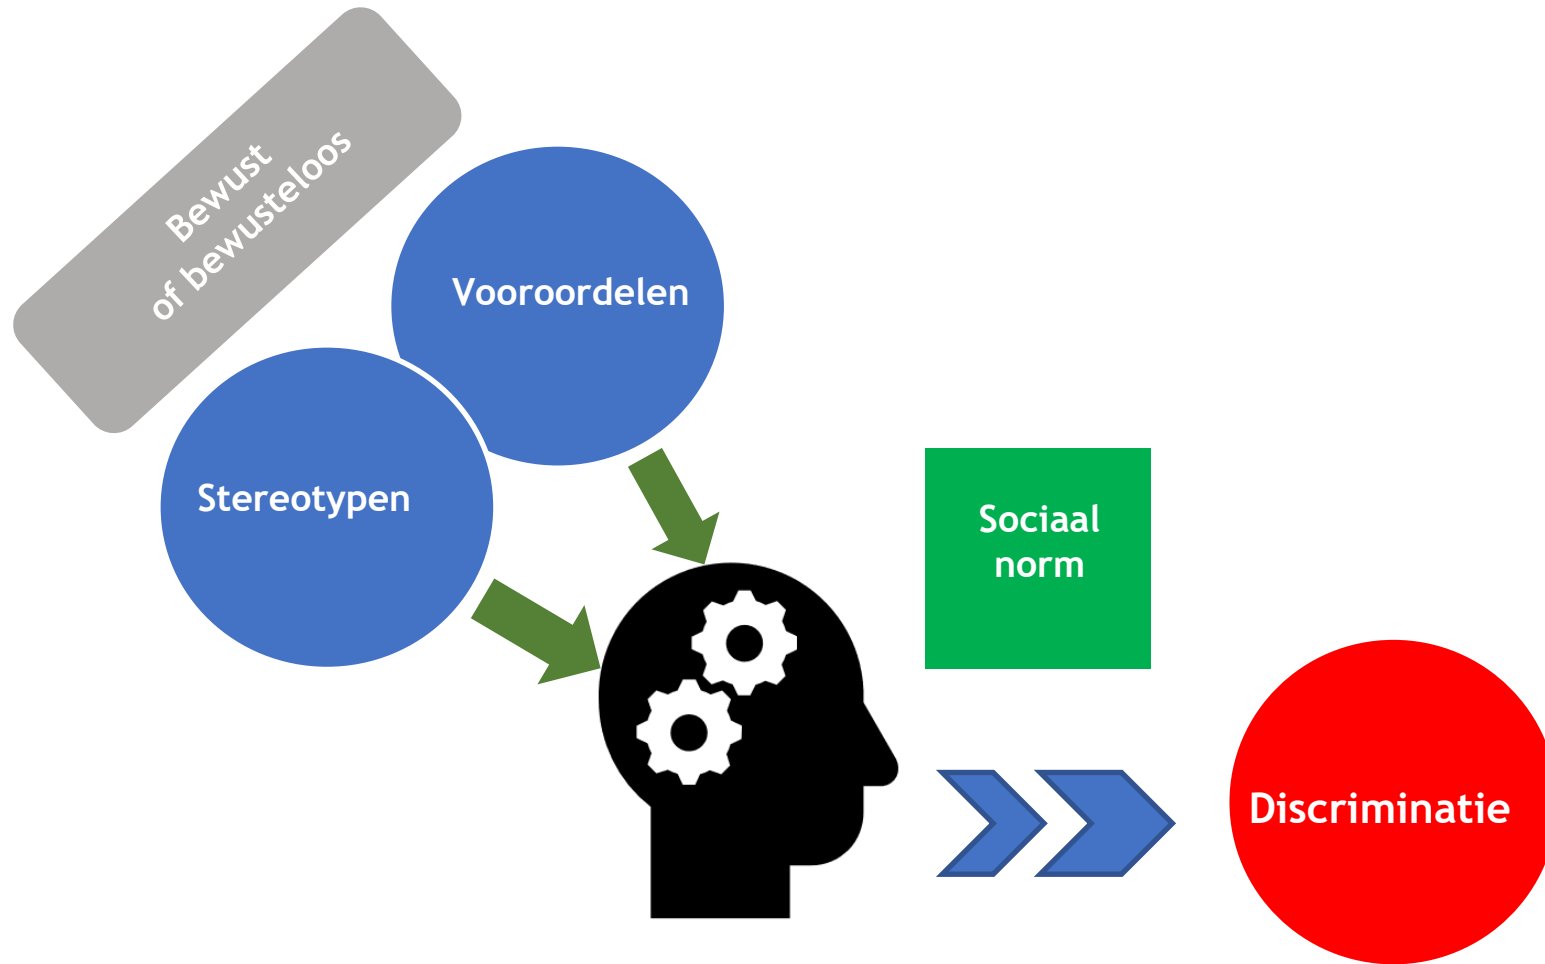 Bewust
of bewusteloos
Vooroordelen
Stereotypen
Sociaal
norm
Discriminatie